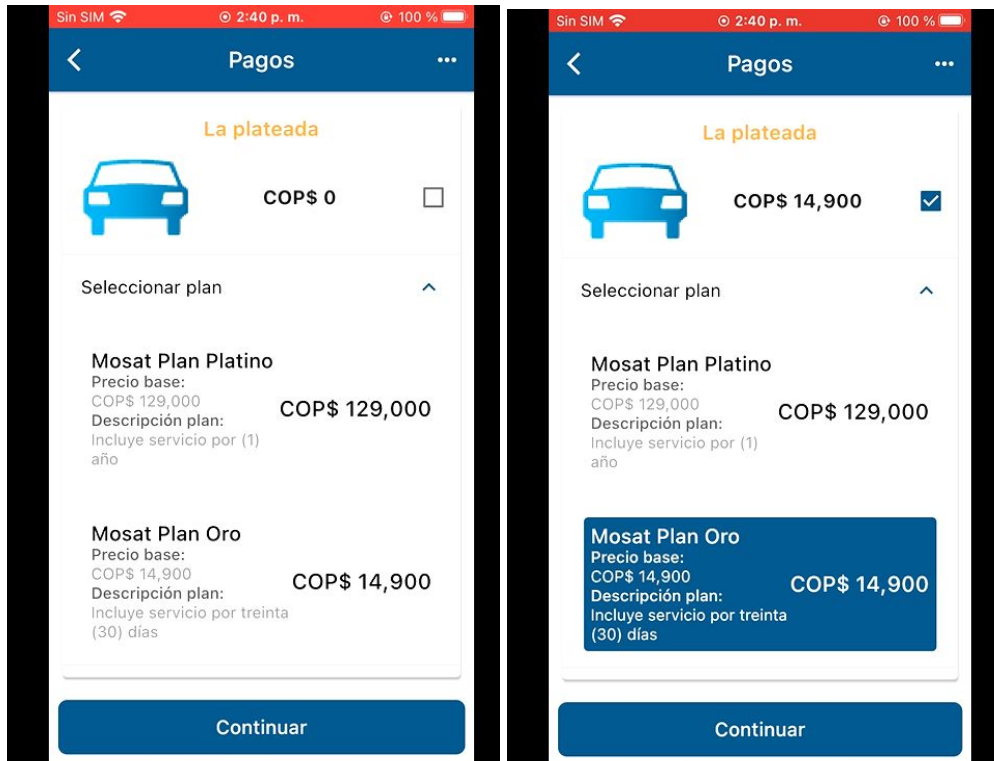 Sin SIM 2:40 p. m. 100 %
Pagos
La plateada
COP$ 0
Seleccionar plan
Mosat Plan Platino
Precio base:
COP$ 129,000
COP$ 129,000
Descripción plan:
Incluye servicio por (1)
año
Mosat Plan Oro
Precio base:
COP$ 14,900
COP$ 14,900
Descripción plan:
Incluye servicio por treinta
(30) días
Continuar
Sin SIM 2:40 p. m. 100 %
Pagos
La plateada
COP$ 14,900
Seleccionar plan
Mosat Plan Platino
Precio base:
COP$ 129,000
COP$ 129,000
Descripción plan:
Incluye servicio por (1)
año
Mosat Plan Oro
Precio base:
COP$ 14,900
COP$ 14,900
Descripción plan:
Incluye servicio por treinta
(30) días
Continuar